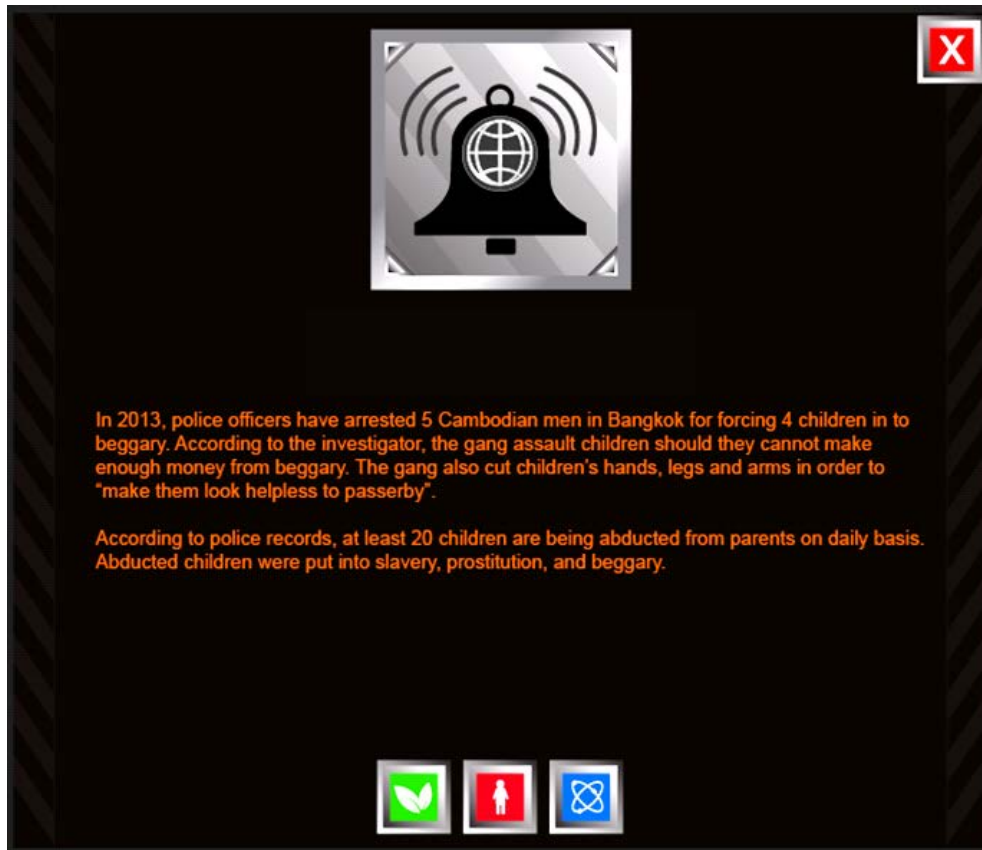 X
In 2013, police officers have arrested 5 Cambodian men in Bangkok for forcing 4 children in to
beggary. According to the investigator, the gang assault children should they cannot make
enough money from beggary. The gang also cut children's hands, legs and arms in order to
“make them look helpless to passerby”.
According to police records, at least 20 children are being abducted from parents on daily basis.
Abducted children were put into slavery, prostitution, and beggary.